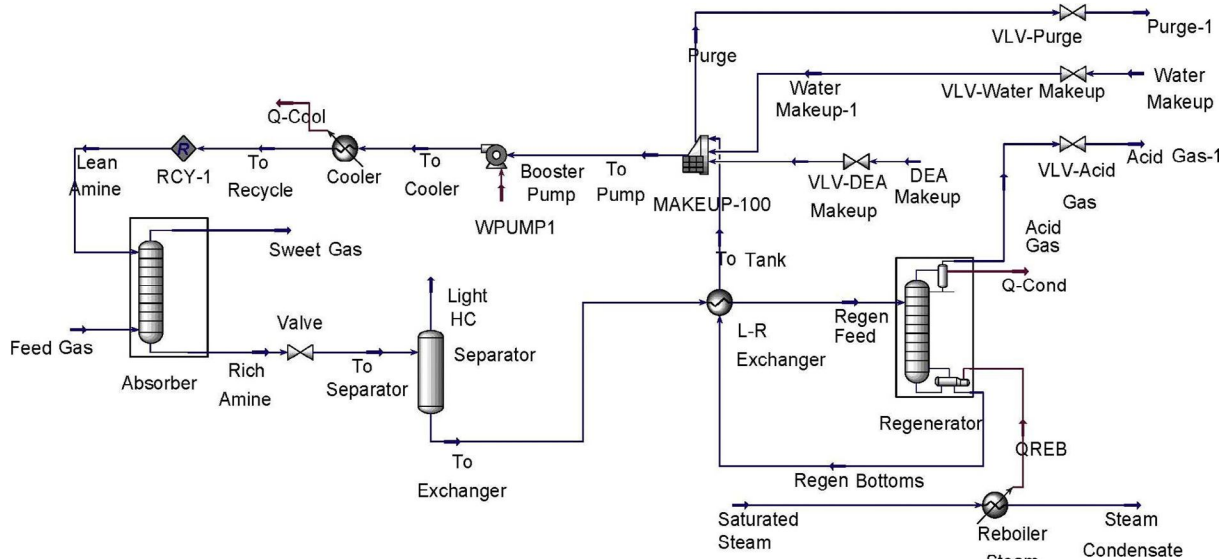 Purge
VLV-Purge
Purge-1
Water
Makeup-1
VLV-Water Makeup
Water
Makeup
Q-Cool
Lean
Amine
R
RCY-1
To
Recycle
Cooler
To
Cooler
WPUMP1
Booster
Pump
To
Pump
MAKEUP-100
VLV-DEA
Makeup
DEA
Makeup
VLV-Acid
Gas
Acid Gas-1
Acid
Gas
Sweet Gas
Feed Gas
Absorber
Rich
Amine
Valve
To
Separator
Light
HC
Separator
To
Exchanger
To Tank
L-R
Exchanger
Regen
Feed
Q-Cond
Regenerator
QREB
Regen Bottoms
Saturated
Steam
Reboiler
Steam
Condensate